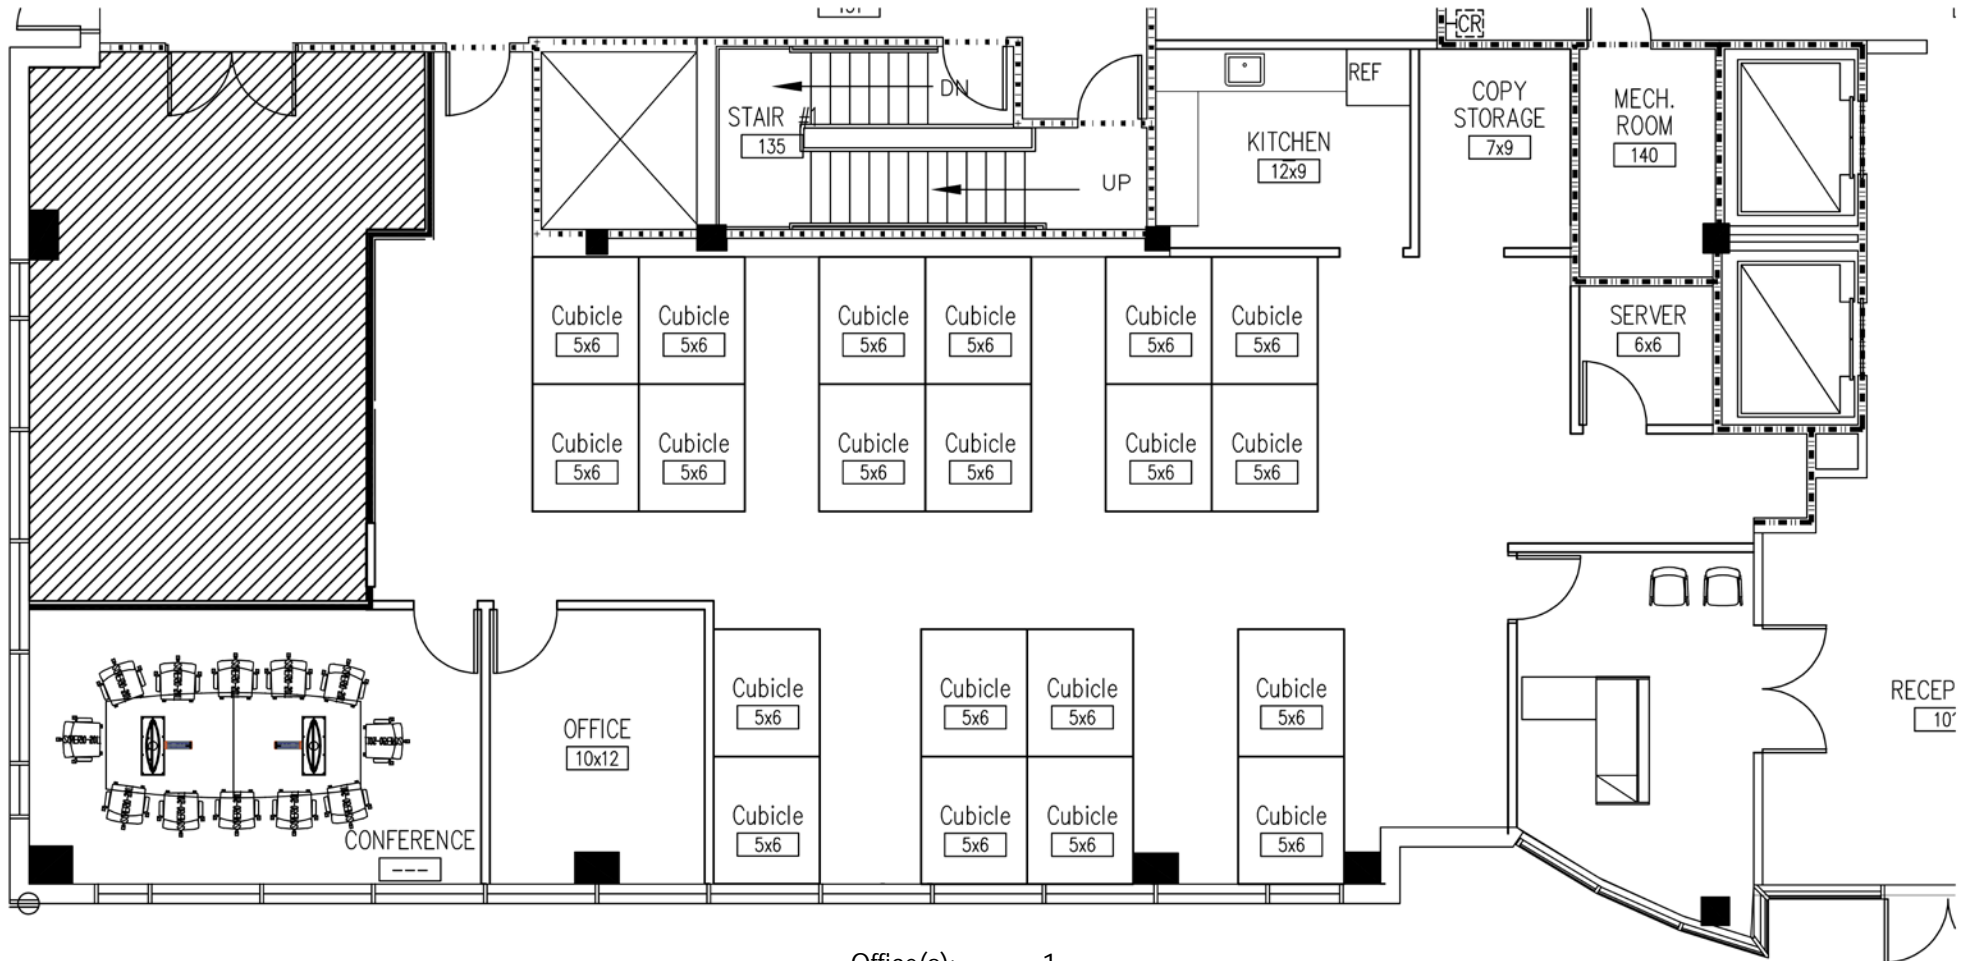 CR
REF
DN
STAIR #1
135
UP
KITCHEN
12x9
COPY
STORAGE
7x9
MECH.
ROOM
140
Cubicle Cubicle Cubicle Cubicle Cubicle Cubicle
5x6 5x6 5x6 5x6 5x6 5x6
SERVER
6x6
Cubicle Cubicle Cubicle Cubicle Cubicle Cubicle
5x6 5x6 5x6 5x6 5x6 5x6
Cubicle Cubicle Cubicle Cubicle
5x6 5x6 5x6 5x6
RECEP
OFFICE
10x12
Cubicle Cubicle Cubicle Cubicle
5x6 5x6 5x6 5x6
CONFERENCE
---
Office(s): 1